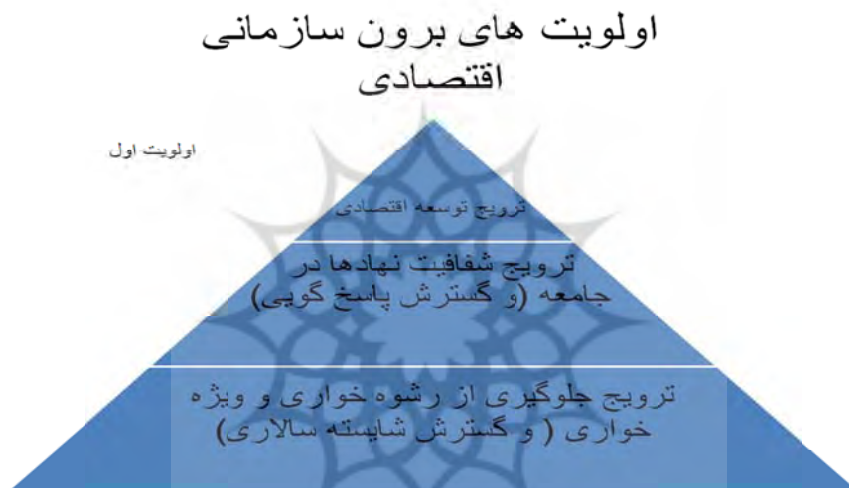 اولویت های برون سازمانی
اقتصادی
اولویت اول
ترویج توسعه اقتصادی
ترویج شفافیت نهادها در
جامعه (و گسترش پاسخ گویی)
ترویج جلوگیری از رشوه خواری و ویژه
خواری ( و گسترش شایسته سالاری)